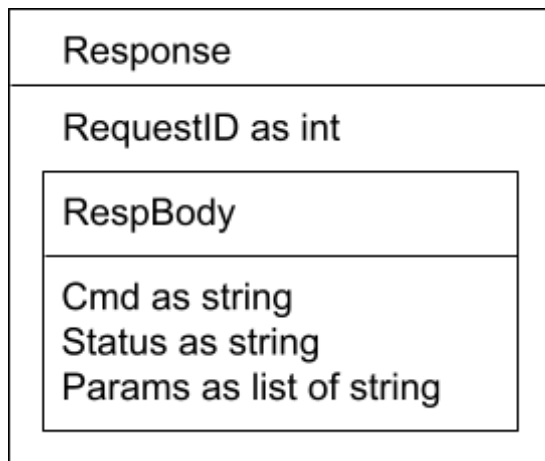 Response
RequestID as int
RespBody
Cmd as string
Status as string
Params as list of string